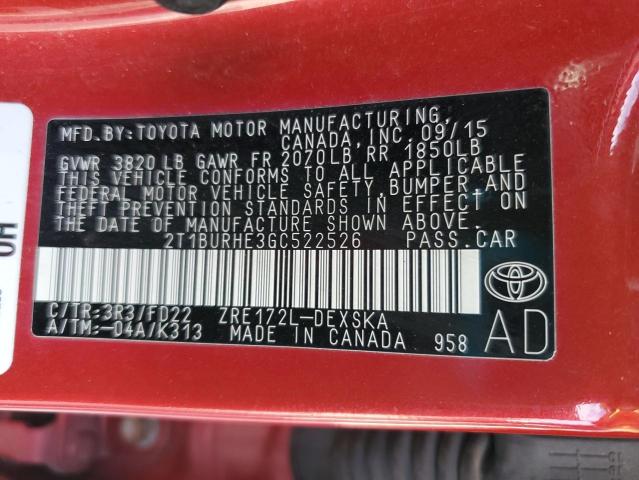 MFD.BY:TOYOTA MOTOR MANUFACTURING,
CANADA, INC. 09/15
GVWR 3820 LB GAWR FR 2070LB RR 1850LB
THIS VEHICLE CONFORMS TO ALL APPLICABLE
FEDERAL MOTOR VEHICLE SAFETY, BUMPER, AND
THEFT PREVENTION STANDARDS IN EFFECT ON
THE DATE OF MANUFACTURE SHOWN ABOVE.
2T1BURHE3GC522526 PASS.CAR
C/TR:3R3/FD22 ZRE172L-DEXSKA
A/TM:-04A/K313 MADE IN CANADA 958
AD